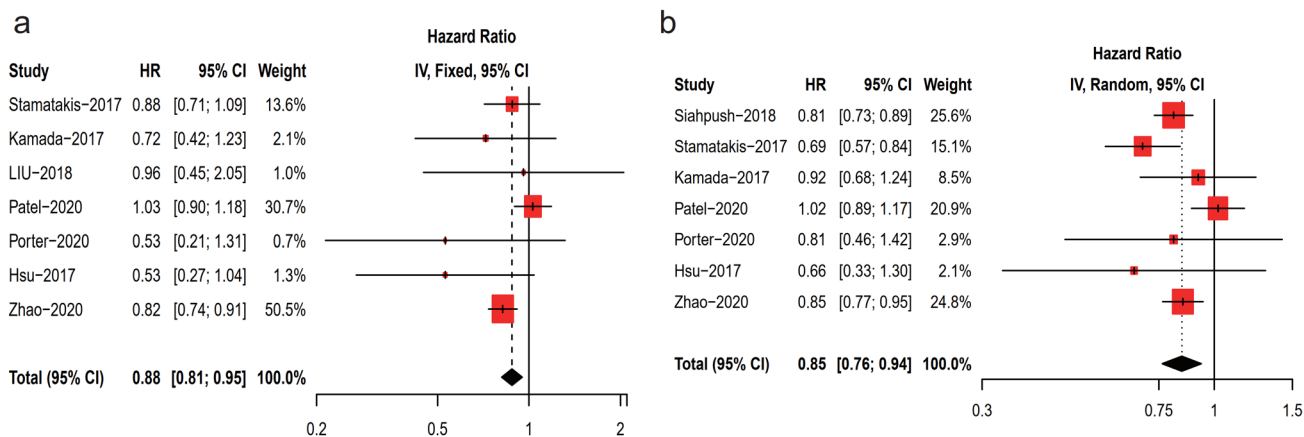 a
Hazard Ratio
Study HR 95% CI Weight IV, Fixed, 95% CI
Stamatakis−2017 0.88 [0.71; 1.09] 13.6%
Kamada−2017 0.72 [0.42; 1.23] 2.1%
LIU−2018 0.96 [0.45; 2.05] 1.0%
Patel−2020 1.03 [0.90; 1.18] 30.7%
Porter−2020 0.53 [0.21; 1.31] 0.7%
Hsu−2017 0.53 [0.27; 1.04] 1.3%
Zhao−2020 0.82 [0.74; 0.91] 50.5%
Total (95% CI) 0.88 [0.81; 0.95] 100.0%
0.2 0.5 1 2
b
Hazard Ratio
Study HR 95% CI Weight IV, Random, 95% CI
Siahpush−2018 0.81 [0.73; 0.89] 25.6%
Stamatakis−2017 0.69 [0.57; 0.84] 15.1%
Kamada−2017 0.92 [0.68; 1.24] 8.5%
Patel−2020 1.02 [0.89; 1.17] 20.9%
Porter−2020 0.81 [0.46; 1.42] 2.9%
Hsu−2017 0.66 [0.33; 1.30] 2.1%
Zhao−2020 0.85 [0.77; 0.95] 24.8%
Total (95% CI) 0.85 [0.76; 0.94] 100.0%
0.3 0.75 1 1.5